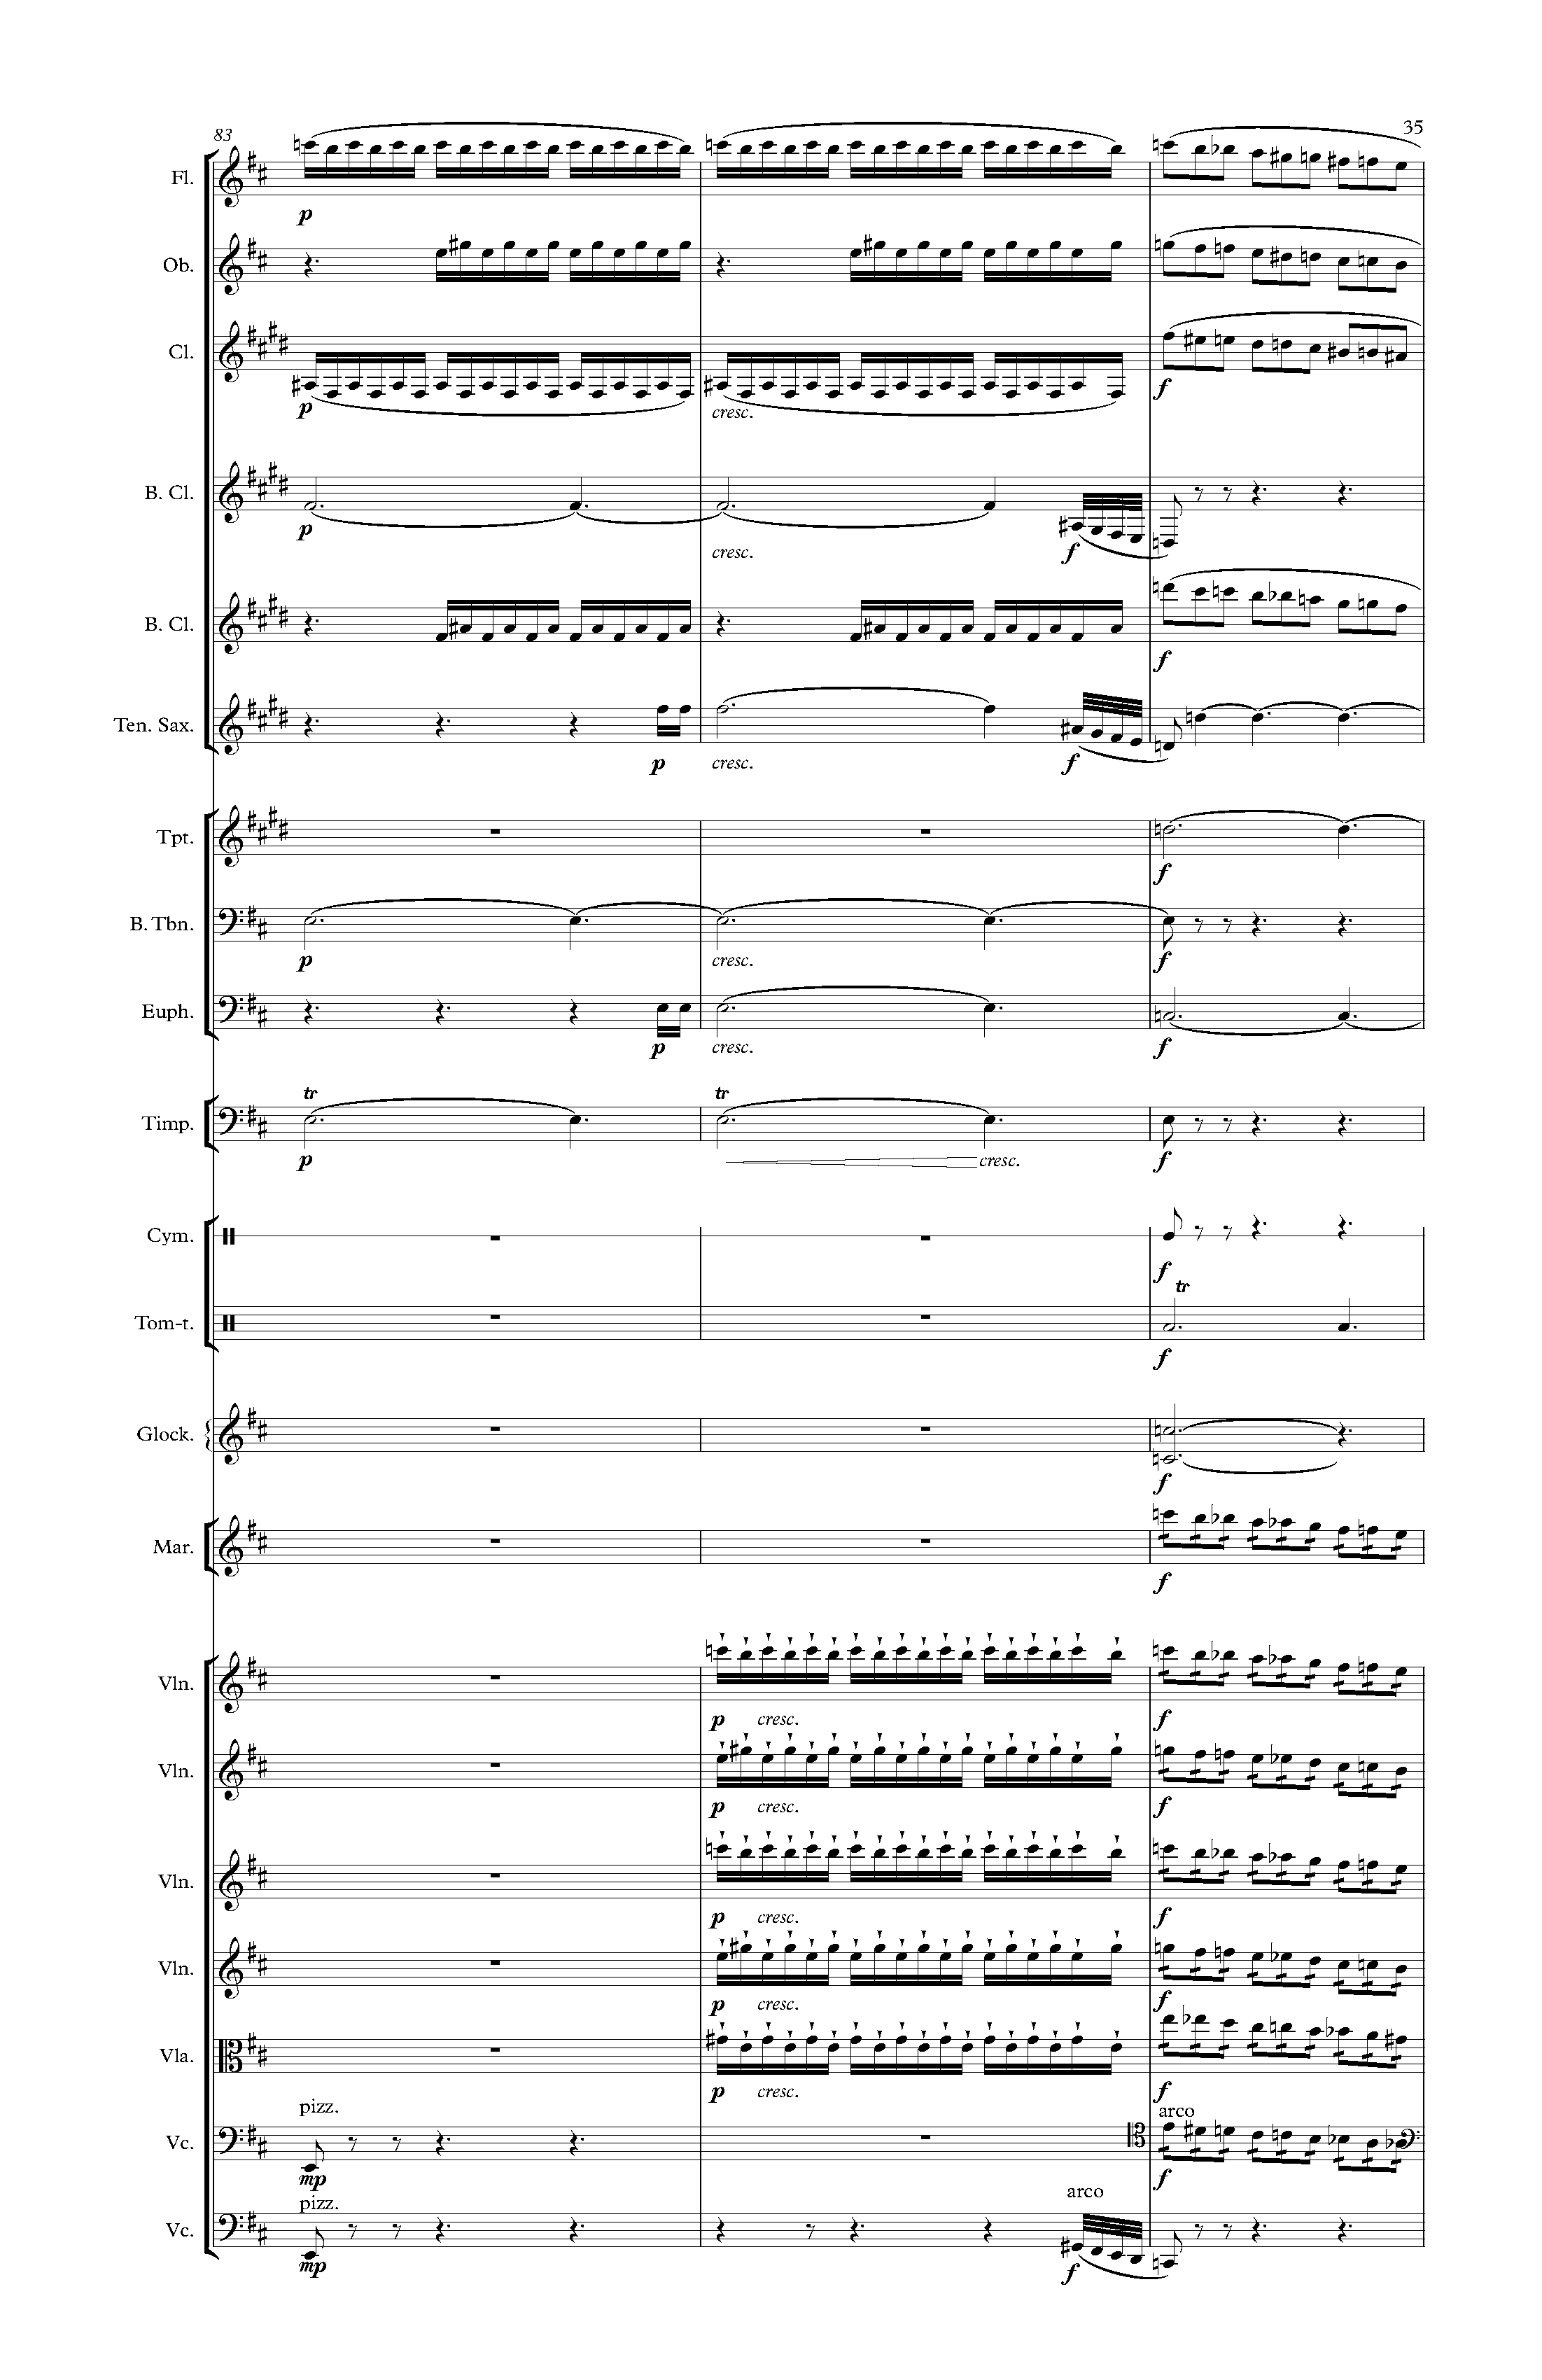 83
35
Fl.
p
Ob.
Cl.
p
cresc.
f
B. Cl.
p
cresc.
f
B. Cl.
f
Ten. Sax.
p
cresc.
f
Tpt.
f
B. Tbn.
p
cresc.
f
Euph.
p
cresc.
f
tr
tr
Timp.
p
cresc.
f
Cym.
f
tr
Tom-t.
f
Glock.
f
Mar.
f
Vln.
p cresc.
f
Vln.
p cresc.
f
Vln.
p cresc.
f
Vln.
p cresc.
f
Vla.
p cresc.
f
pizz.
arco
Vc.
mp
f
pizz.
arco
Vc.
mp
f